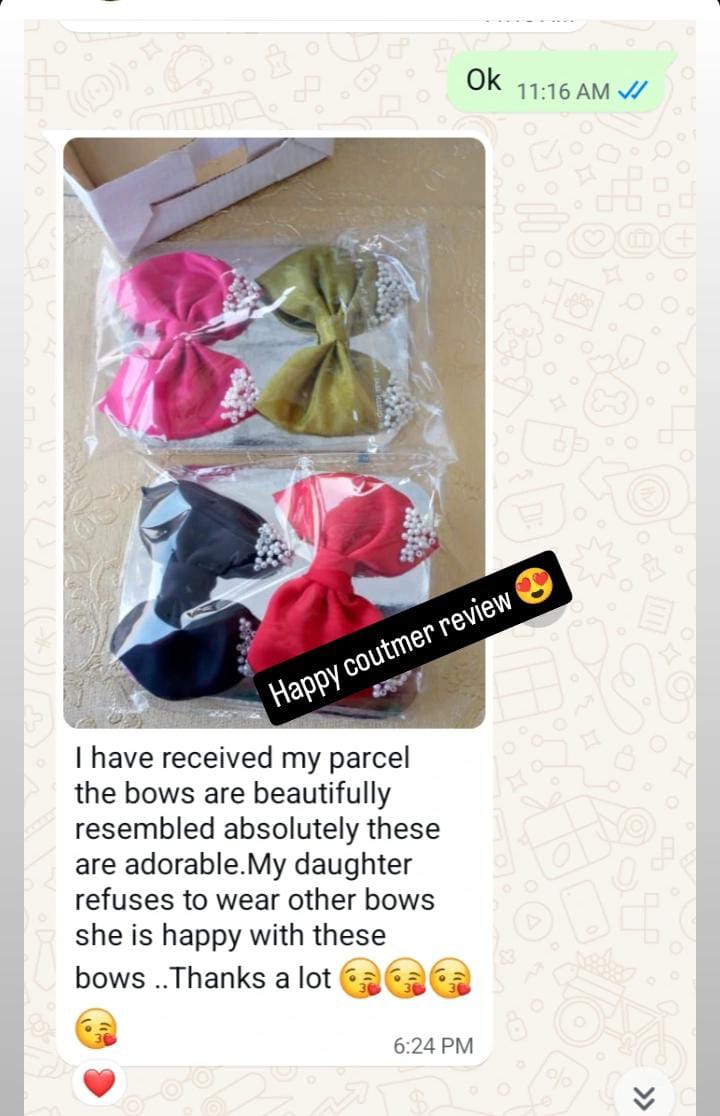 Ok 11:16 AM
Happy coutmer review 😍
I have received my parcel
the bows are beautifully
resembled absolutely these
are adorable.My daughter
refuses to wear other bows
she is happy with these
bows ..Thanks a lot 😘😘😘
😘
6:24 PM